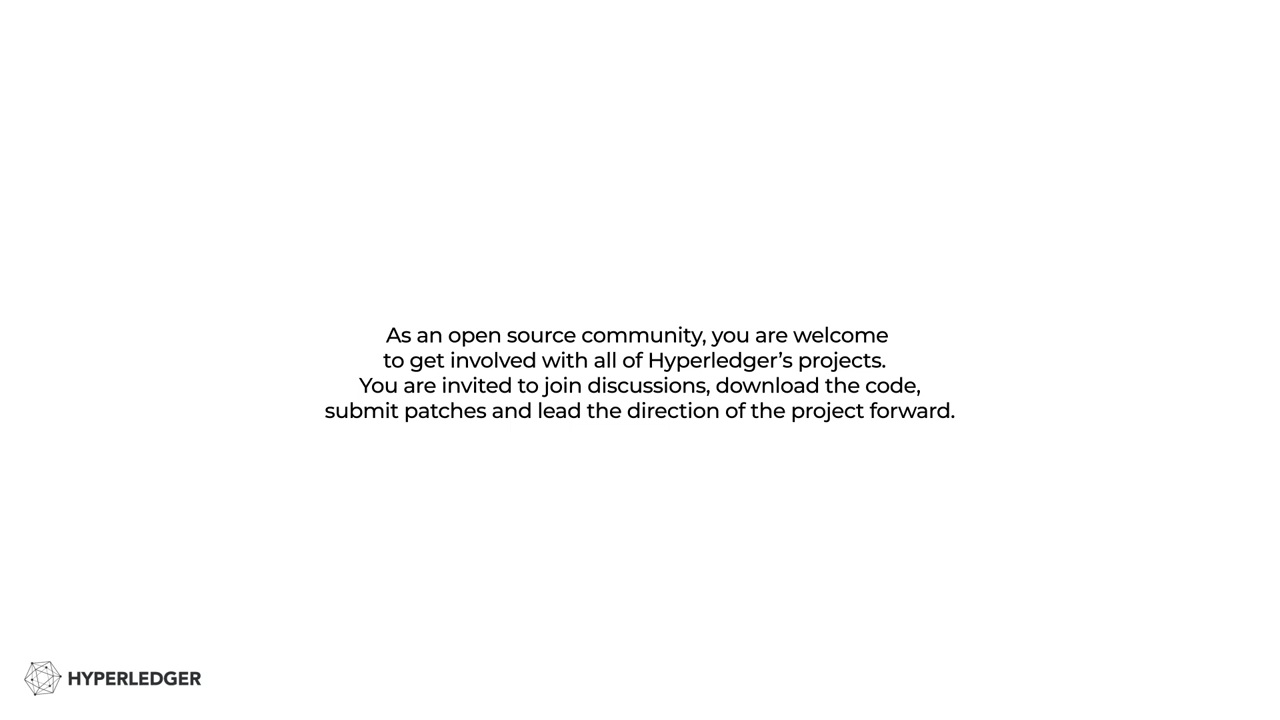 As an open source community, you are welcome
to get involved with all of Hyperledger’s projects.
You are invited to join discussions, download the code,
submit patches and lead the direction of the project forward.
HYPERLEDGER